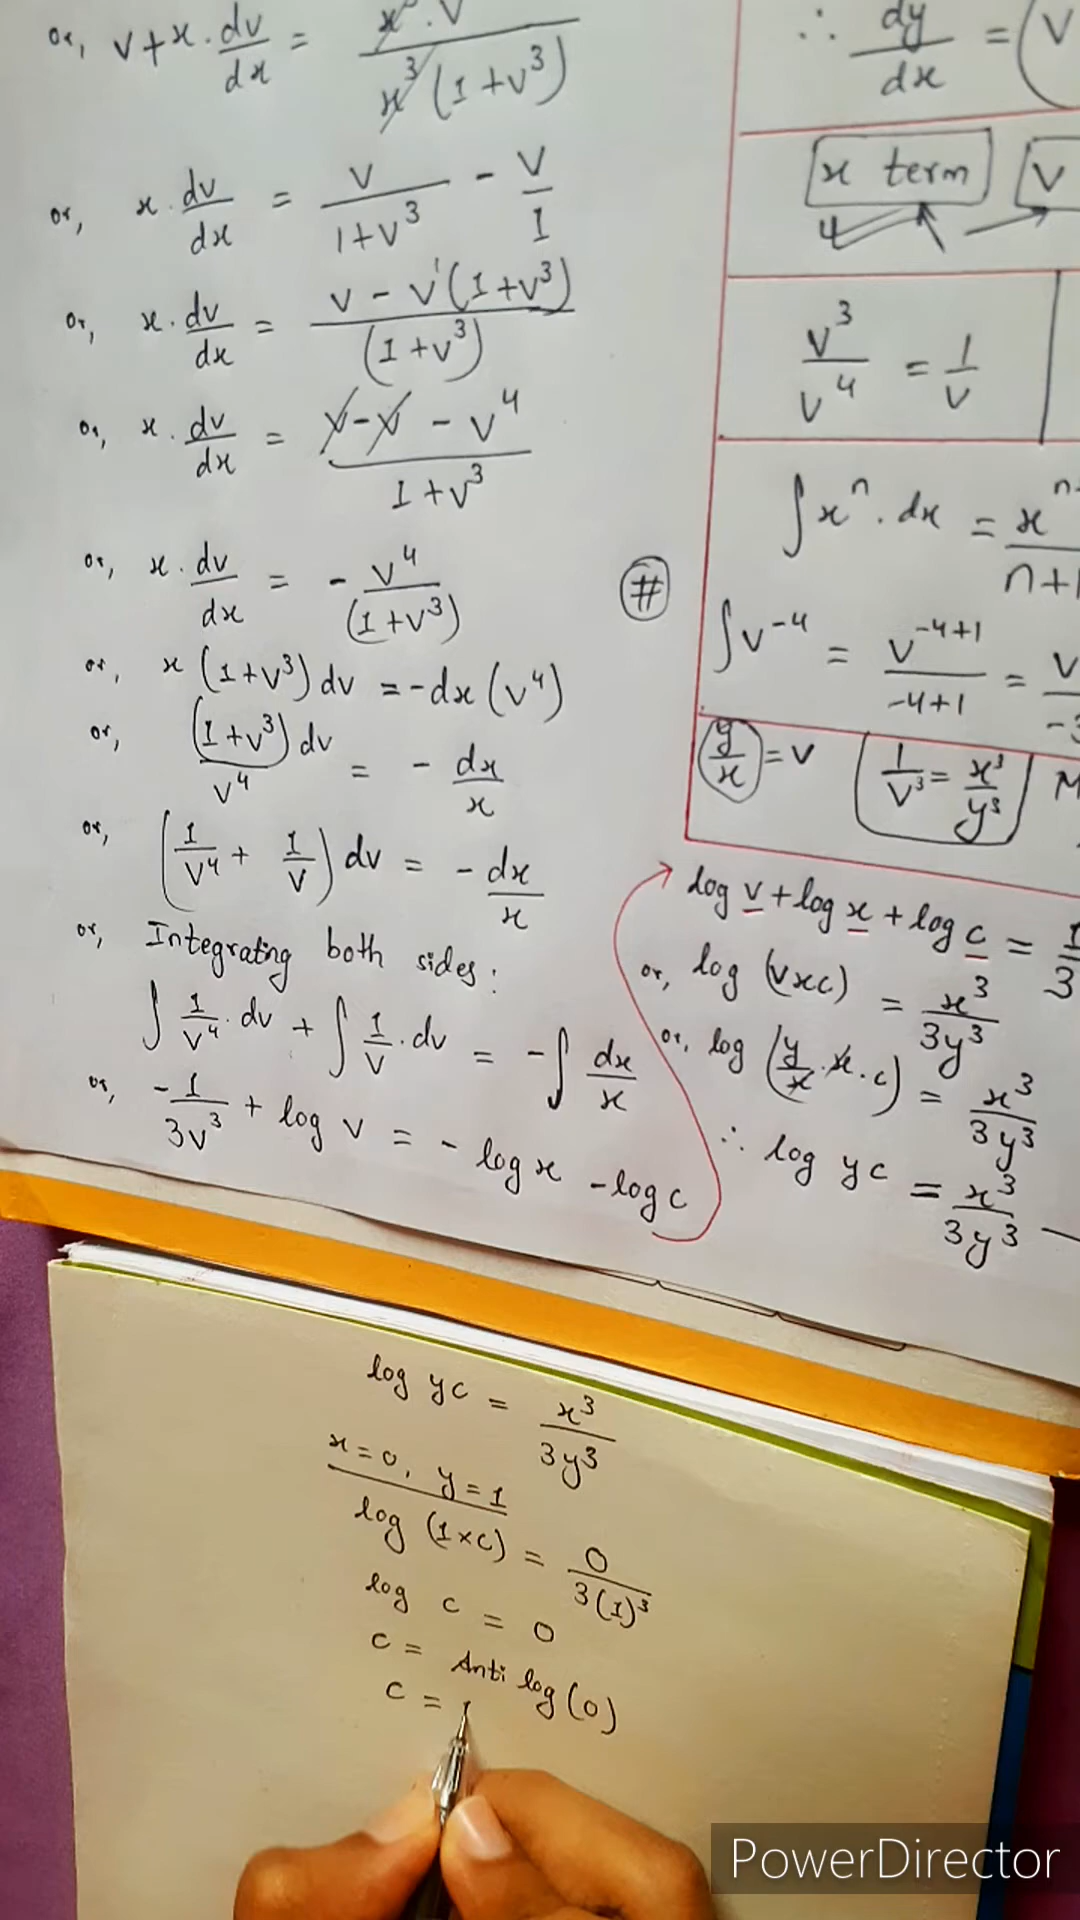 or, v+x.dv/dx = x³.v/x³(1+v³)
or, x.dv/dx = v/1+v³ - v/1
or, x.dv/dx = v-v(1+v³)/(1+v³)
or, x.dv/dx = v-v-v⁴/1+v³
or, x.dv/dx = -v⁴/(1+v³)
or, x(1+v³)dv = -dx(v⁴)
or, (1+v³)dv/v⁴ = -dx/x
or, (1/v⁴ + 1/v)dv = -dx/x
or, Integrating both sides:
∫1/v⁴.dv + ∫1/v.dv = -∫dx/x
or, -1/3v³ + log v = -log x -log c
∴ dy/dx = (v
x term v
v³/v⁴ = 1/v
#
∫xⁿ.dx = x
n+1
∫v⁻⁴ = v⁻⁴⁺¹/-4+1 = v/-3
y/x = v 1/v³ = x³/y³
log v + log x + log c = 1/3
or, log (vxc) = x³/3y³
or, log (y/x.x.c) = x³/3y³
∴ log yc = x³/3y³
log yc = x³/3y³
x=0, y=1
log (1×c) = 0/3(1)³
log c = 0
c = Anti log(0)
c = 1
PowerDirector